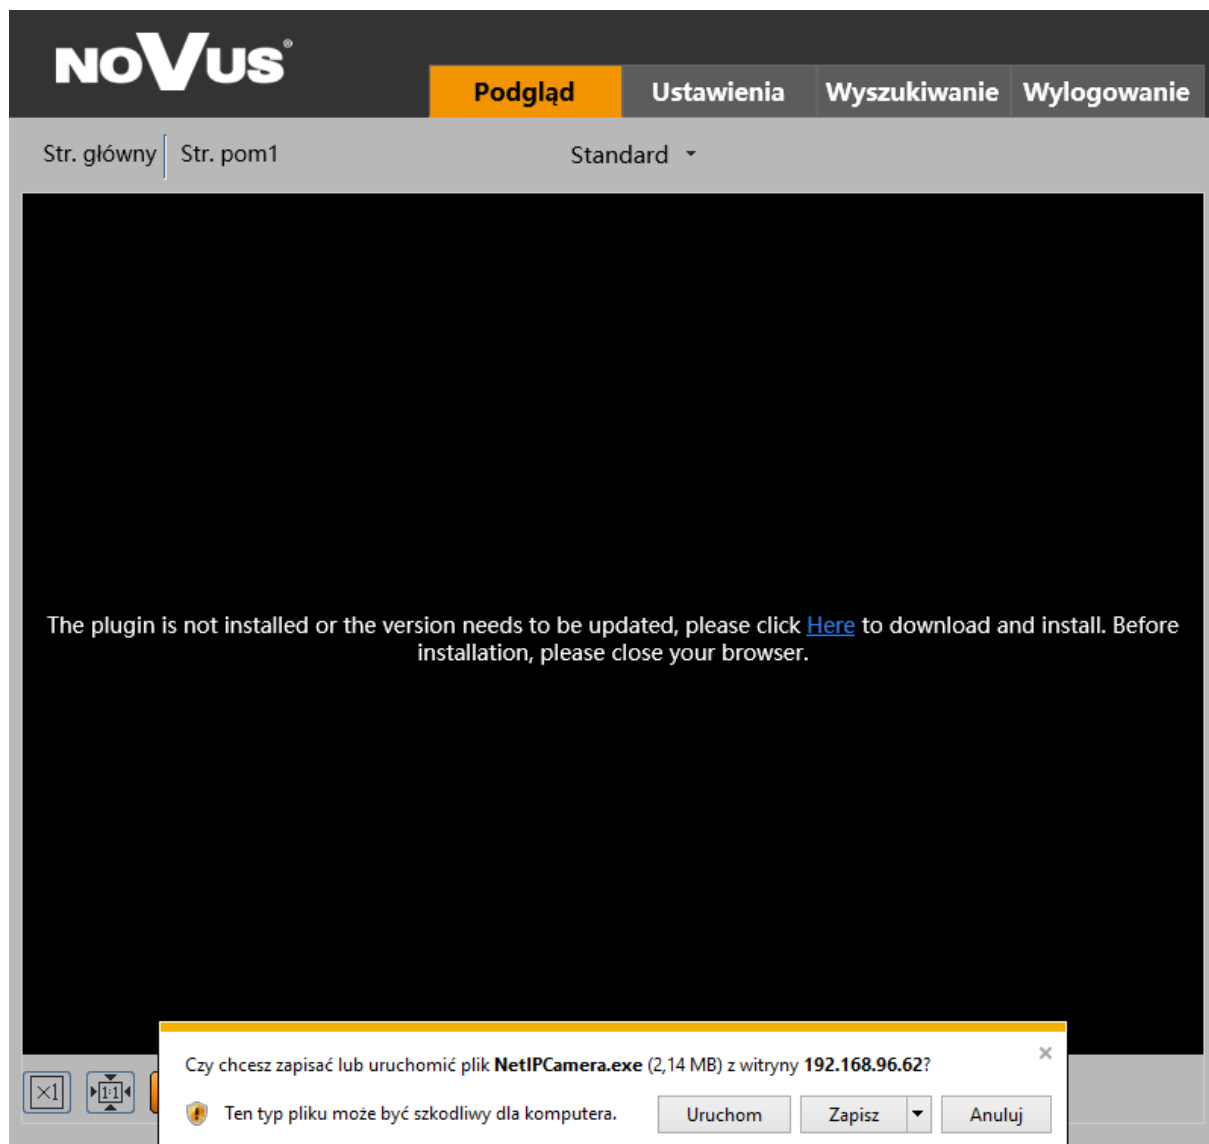 NOVUS®
Podgląd Ustawienia Wyszukiwanie Wylogowanie
Str. główny Str. pom1 Standard
The plugin is not installed or the version needs to be updated, please click Here to download and install. Before
installation, please close your browser.
×1 1:1
Czy chcesz zapisać lub uruchomić plik NetIPCamera.exe (2,14 MB) z witryny 192.168.96.62?
Ten typ pliku może być szkodliwy dla komputera. Uruchom Zapisz Anuluj